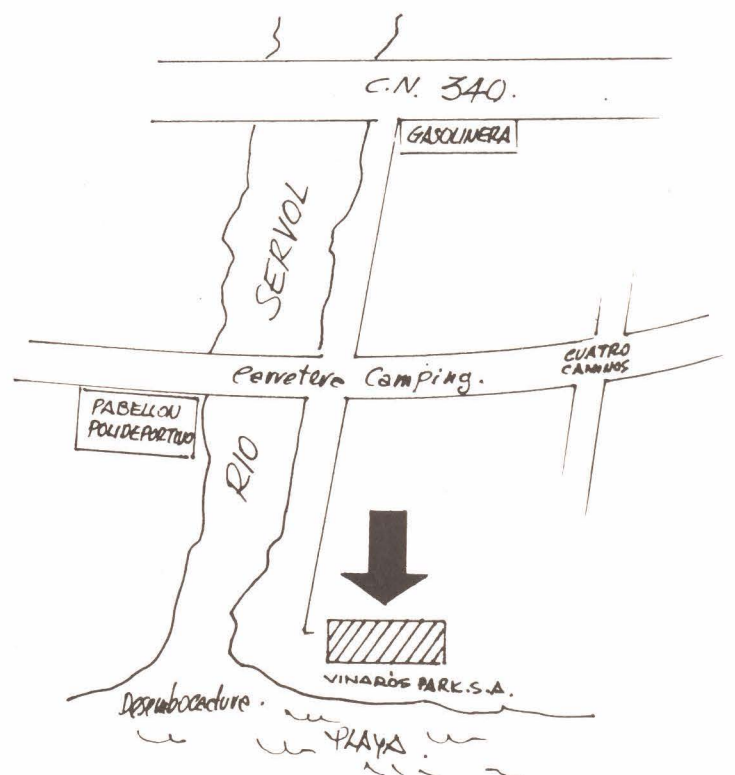 C.N. 340.
GASOLINERA
SERVOL
CUATRO
CAMINOS
Carretera Camping.
PABELLON
POLIDEPORTIVO
RIO
VINARÒS PARK.S.A.
Desembocadura.
PLAYA